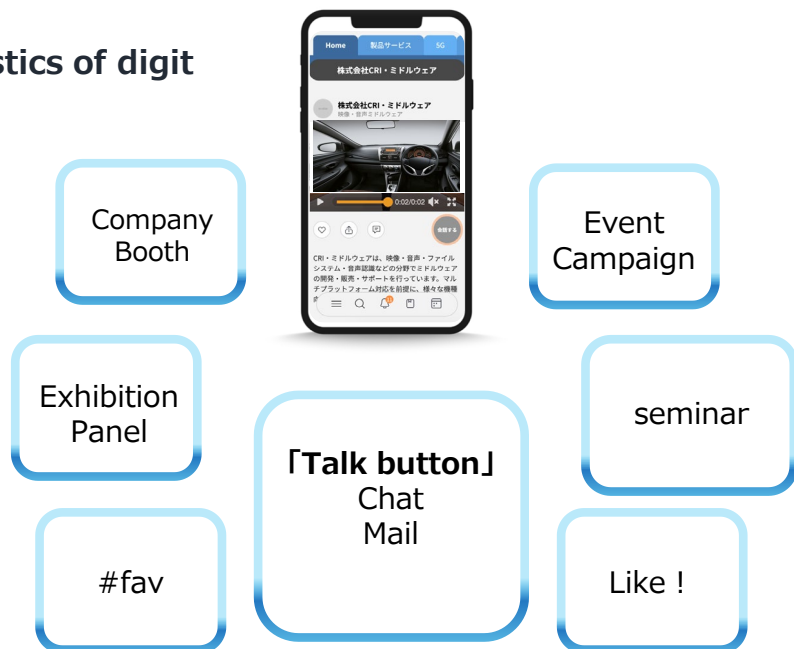 stics of digit
Home 製品サービス 5G
株式会社CRI・ミドルウェア
株式会社CRI・ミドルウェア
映像・音声ミドルウェア
0:02/0:02
CRI・ミドルウェアは、映像・音声・ファイル
システム・音声認識などの分野でミドルウェア
の開発・販売・サポートを行っています。マル
チプラットフォーム対応を前提に、様々な機種
Company
Booth
Event
Campaign
Exhibition
Panel
「Talk button」
Chat
Mail
seminar
#fav
Like !